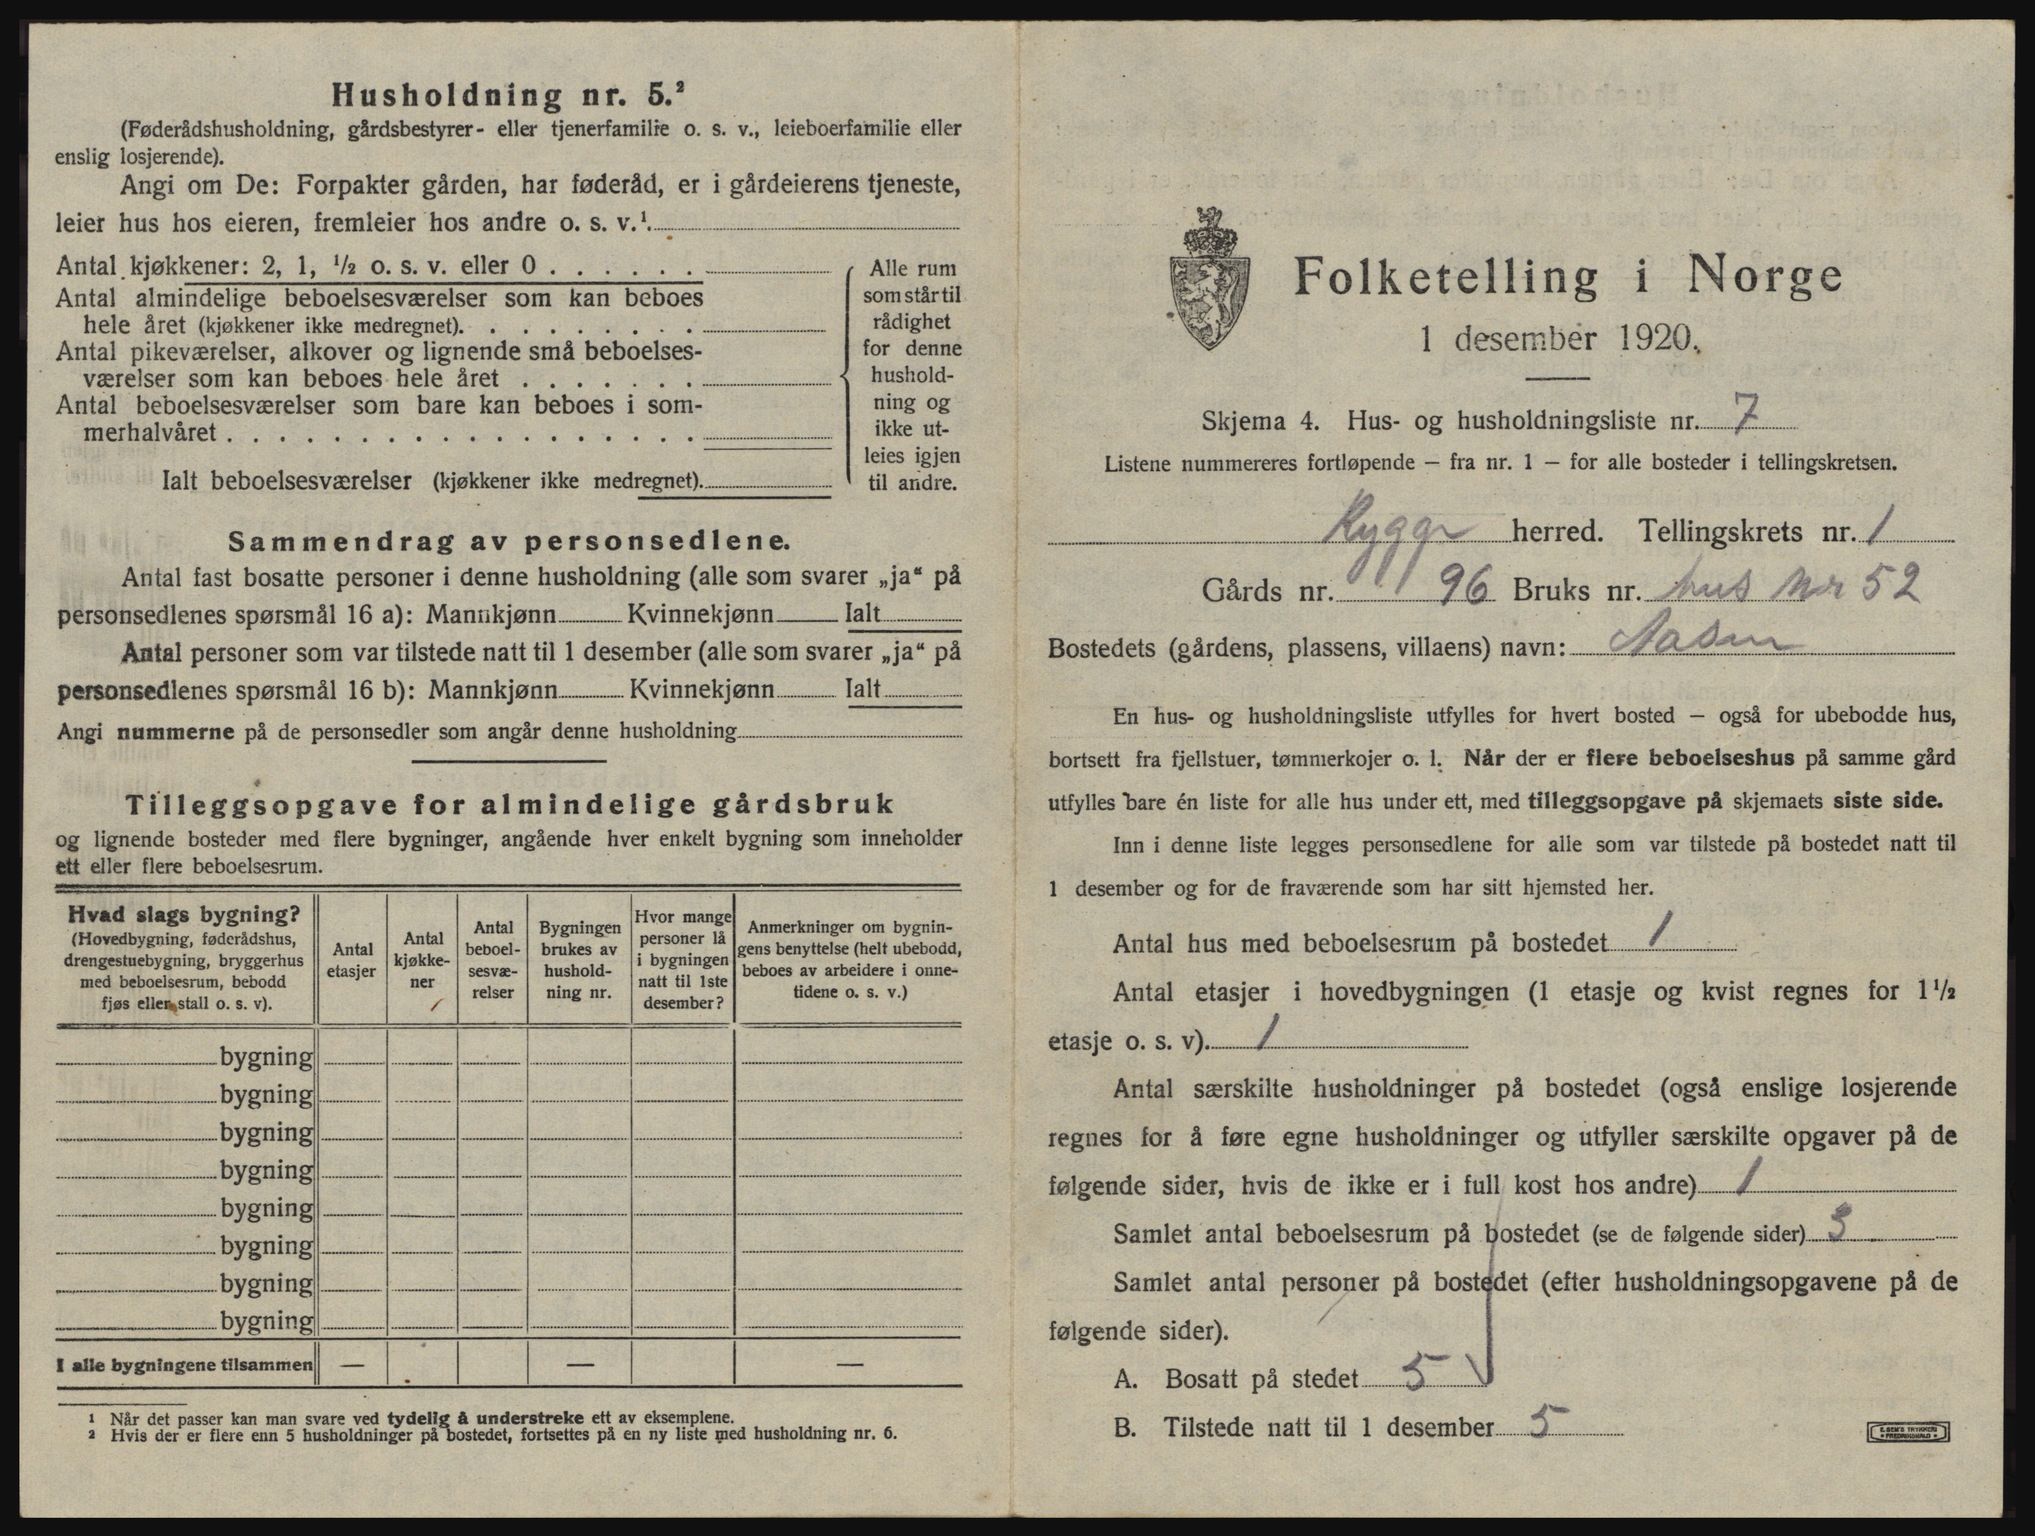 Husholdning nr. 5.²
(Føderådshusholdning, gårdsbestyrer- eller tjenerfamilie o. s. v., leieboerfamilie eller
enslig losjerende).
Angi om De: Forpakter gården, har føderåd, er i gårdeierens tjeneste,
leier hus hos eieren, fremleier hos andre o. s. v.¹
Antal kjøkkener: 2, 1, ½ o. s. v. eller 0 . . . . . .
Antal almindelige beboelsesværelser som kan beboes
hele året (kjøkkener ikke medregnet). . . . . . . . .
Antal pikeværelser, alkover og lignende små beboelses-
værelser som kan beboes hele året . . . . . . .
Antal beboelsesværelser som bare kan beboes i som-
merhalvåret . . . . . . . . . . . . . . . . . .
Ialt beboelsesværelser (kjøkkener ikke medregnet).
Alle rum
som står til
rådighet
for denne
hushold-
ning og
ikke ut-
leies igjen
til andre.
Sammendrag av personsedlene.
Antal fast bosatte personer i denne husholdning (alle som svarer „ja“ på
personsedlenes spørsmål 16 a): Mannkjønn Kvinnekjønn Ialt
Antal personer som var tilstede natt til 1 desember (alle som svarer „ja“ på
personsedlenes spørsmål 16 b): Mannkjønn Kvinnekjønn Ialt
Angi nummerne på de personsedler som angår denne husholdning
Tilleggsopgave for almindelige gårdsbruk
og lignende bosteder med flere bygninger, angående hver enkelt bygning som inneholder
ett eller flere beboelsesrum.
Hvad slags bygning?
(Hovedbygning, føderådshus,
drengestuebygning, bryggerhus
med beboelsesrum, bebodd
fjøs eller stall o. s. v).
Antal
etasjer
Antal
kjøkke-
ner
Antal
beboel-
sesvæ-
relser
Bygningen
brukes av
hushold-
ning nr.
Hvor mange
personer lå
i bygningen
natt til 1ste
desember?
Anmerkninger om bygnin-
gens benyttelse (helt ubebodd,
beboes av arbeidere i onne-
tidene o. s. v.)
bygning
bygning
bygning
bygning
bygning
bygning
bygning
bygning
I alle bygningene tilsammen — — —
¹ Når det passer kan man svare ved tydelig å understreke ett av eksemplene.
² Hvis der er flere enn 5 husholdninger på bostedet, fortsettes på en ny liste med husholdning nr. 6.
Folketelling i Norge
1 desember 1920.
Skjema 4. Hus- og husholdningsliste nr. 7
Listene nummereres fortløpende — fra nr. 1 — for alle bosteder i tellingskretsen.
Rygge herred. Tellingskrets nr. 1
Gårds nr. 96 Bruks nr. hus nr 52
Bostedets (gårdens, plassens, villaens) navn:
En hus- og husholdningsliste utfylles for hvert bosted — også for ubebodde hus,
bortsett fra fjellstuer, tømmerkojer o. l. Når der er flere beboelseshus på samme gård
utfylles bare én liste for alle hus under ett, med tilleggsopgave på skjemaets siste side.
Inn i denne liste legges personsedlene for alle som var tilstede på bostedet natt til
1 desember og for de fraværende som har sitt hjemsted her.
Antal hus med beboelsesrum på bostedet 1
Antal etasjer i hovedbygningen (1 etasje og kvist regnes for 1½
etasje o. s. v). 1
Antal særskilte husholdninger på bostedet (også enslige losjerende
regnes for å føre egne husholdninger og utfyller særskilte opgaver på de
følgende sider, hvis de ikke er i full kost hos andre) 1
Samlet antal beboelsesrum på bostedet (se de følgende sider) 3
Samlet antal personer på bostedet (efter husholdningsopgavene på de
følgende sider).
A. Bosatt på stedet 5
B. Tilstede natt til 1 desember 5